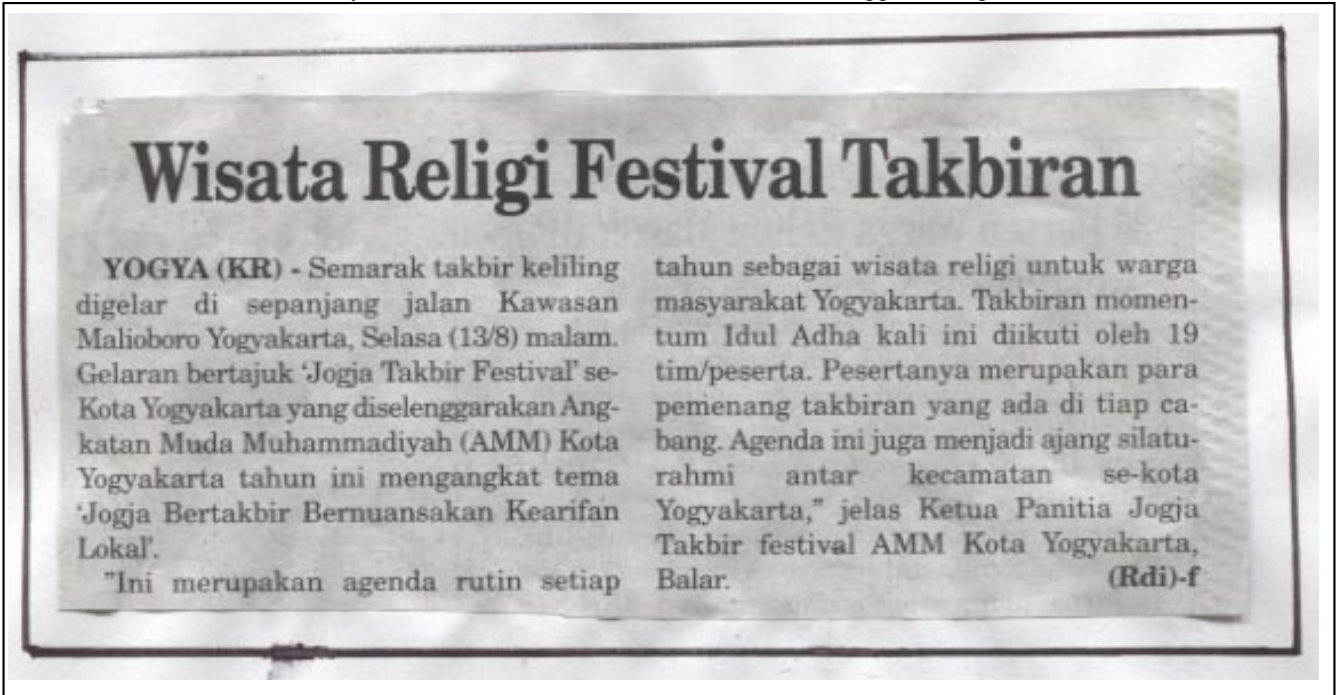 Wisata Religi Festival Takbiran
YOGYA (KR) - Semarak takbir keliling
digelar di sepanjang jalan Kawasan
Malioboro Yogyakarta, Selasa (13/8) malam.
Gelaran bertajuk 'Jogja Takbir Festival' se-
Kota Yogyakarta yang diselenggarakan Ang-
katan Muda Muhammadiyah (AMM) Kota
Yogyakarta tahun ini mengangkat tema
'Jogja Bertakbir Bernuansakan Kearifan
Lokal'.
"Ini merupakan agenda rutin setiap
tahun sebagai wisata religi untuk warga
masyarakat Yogyakarta. Takbiran momen-
tum Idul Adha kali ini diikuti oleh 19
tim/peserta. Pesertanya merupakan para
pemenang takbiran yang ada di tiap ca-
bang. Agenda ini juga menjadi ajang silatu-
rahmi antar kecamatan se-kota
Yogyakarta," jelas Ketua Panitia Jogja
Takbir festival AMM Kota Yogyakarta,
Balar. (Rdi)-f